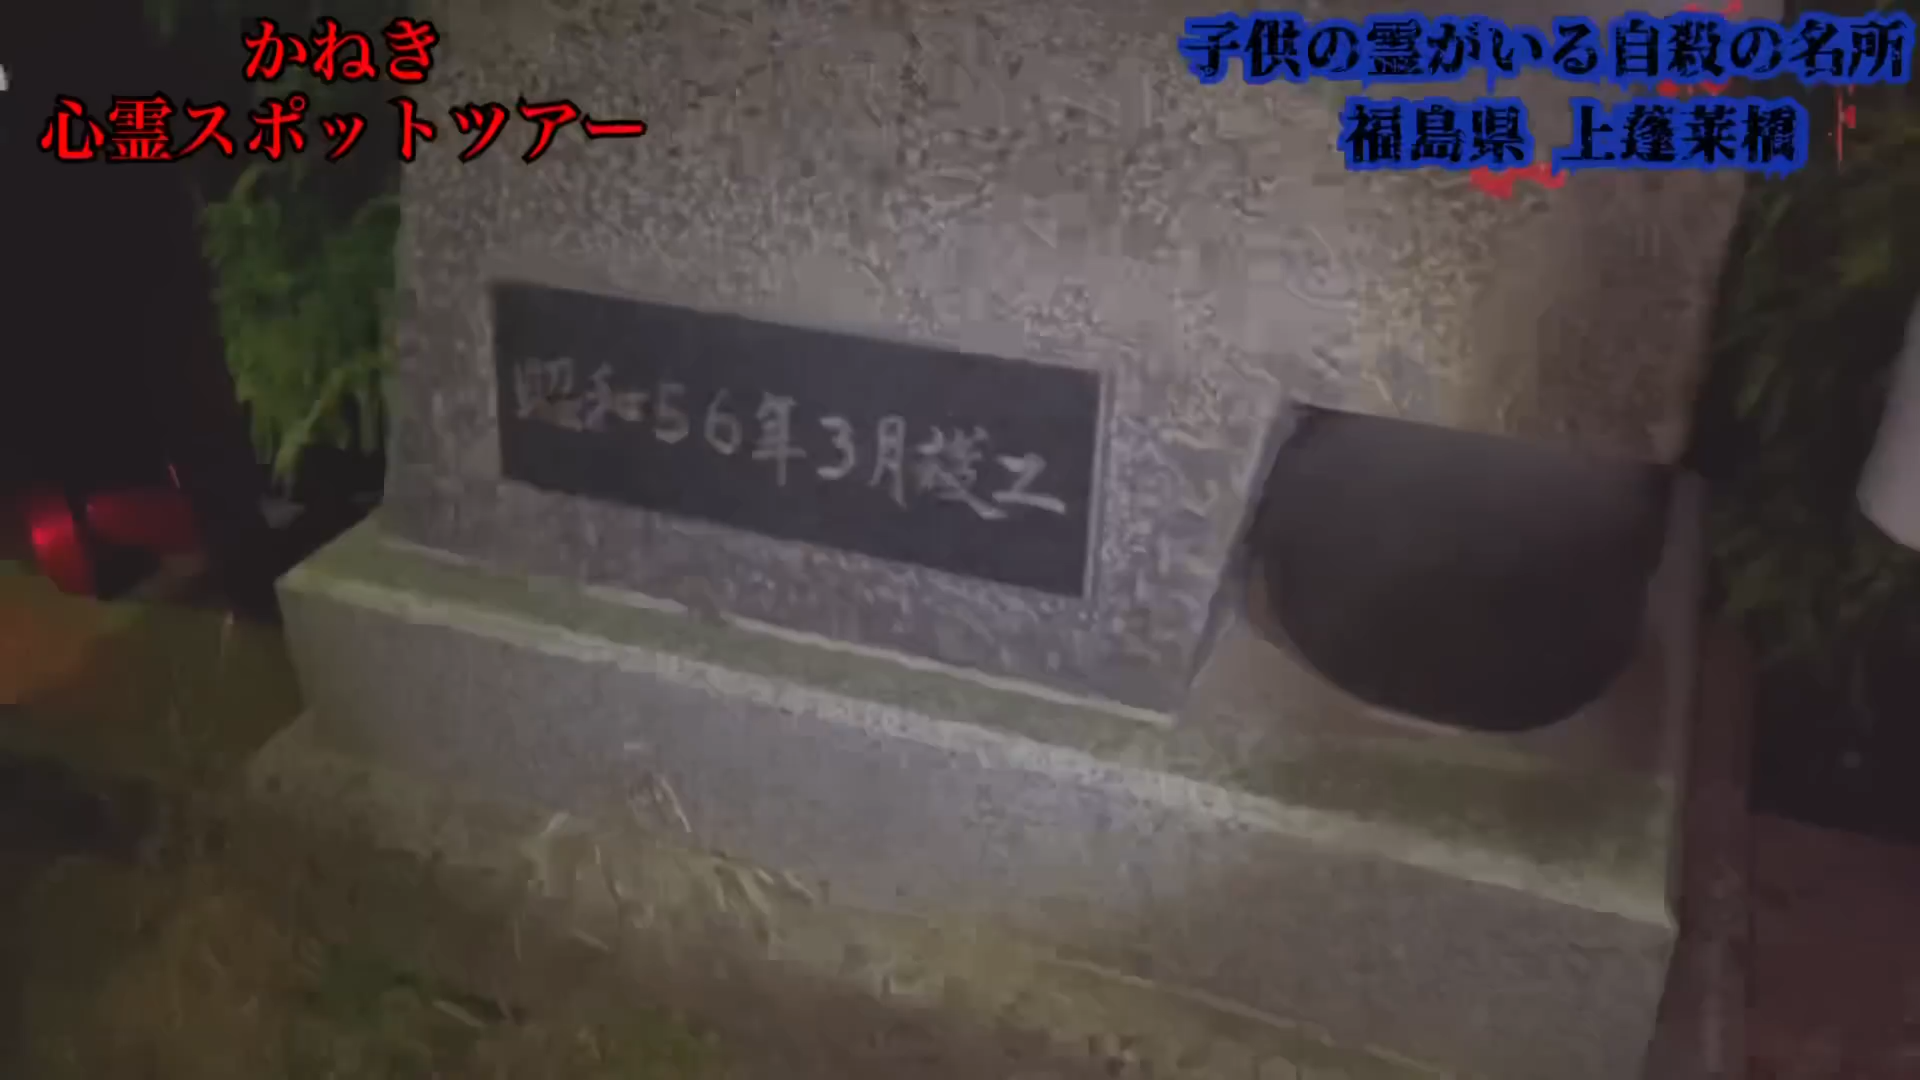 かねき
心霊スポットツアー
子供の霊がいる自殺の名所
福島県 上蓬莱橋
昭和56年3月竣工